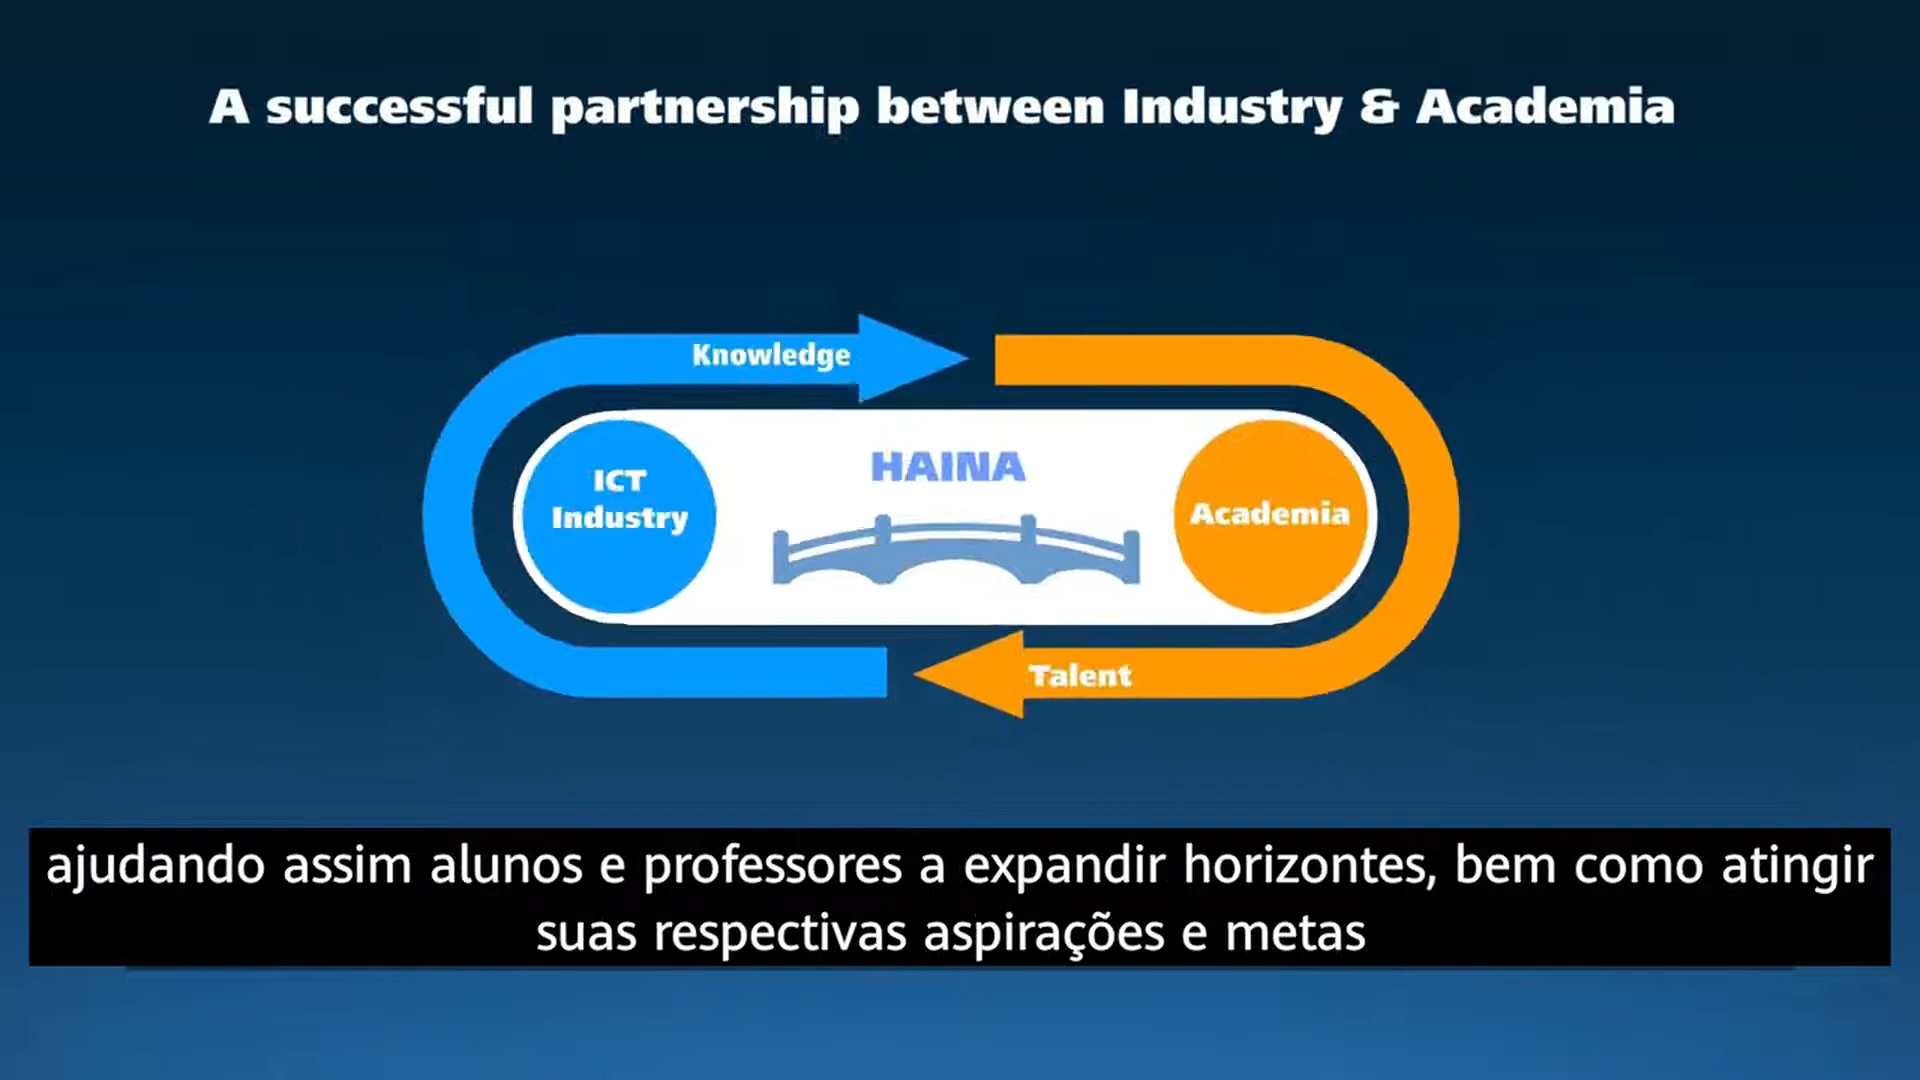 A successful partnership between Industry & Academia
Knowledge
ICT
Industry
HAINA
Academia
Talent
ajudando assim alunos e professores a expandir horizontes, bem como atingir
suas respectivas aspirações e metas